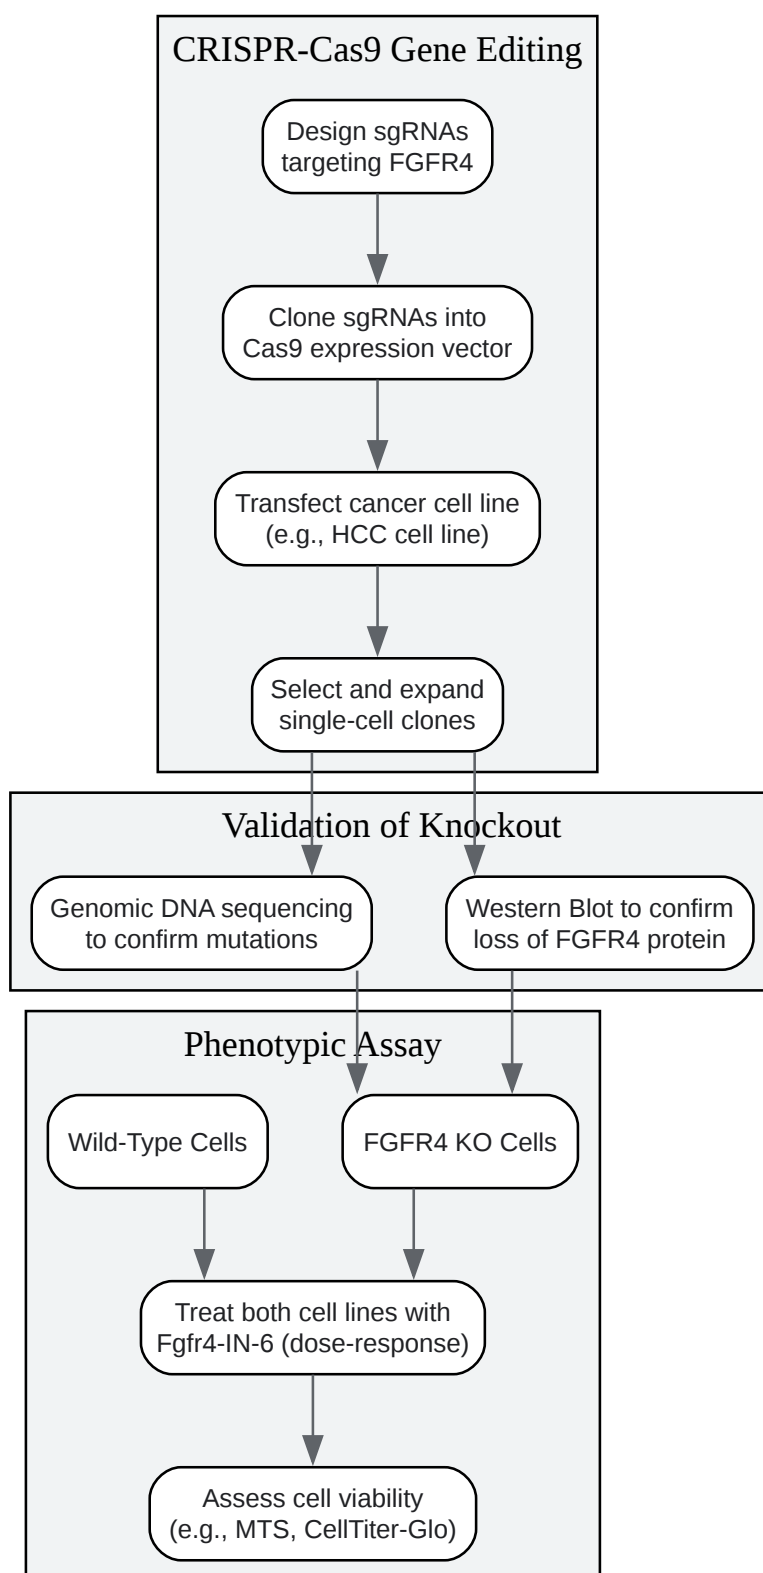 CRISPR-Cas9 Gene Editing
Design sgRNAs
targeting FGFR4
Clone sgRNAs into
Cas9 expression vector
Transfect cancer cell line
(e.g., HCC cell line)
Select and expand
single-cell clones
Validation of Knockout
Genomic DNA sequencing
to confirm mutations
Western Blot to confirm
loss of FGFR4 protein
Phenotypic Assay
Wild-Type Cells
FGFR4 KO Cells
Treat both cell lines with
Fgfr4-IN-6 (dose-response)
Assess cell viability
(e.g., MTS, CellTiter-Glo)